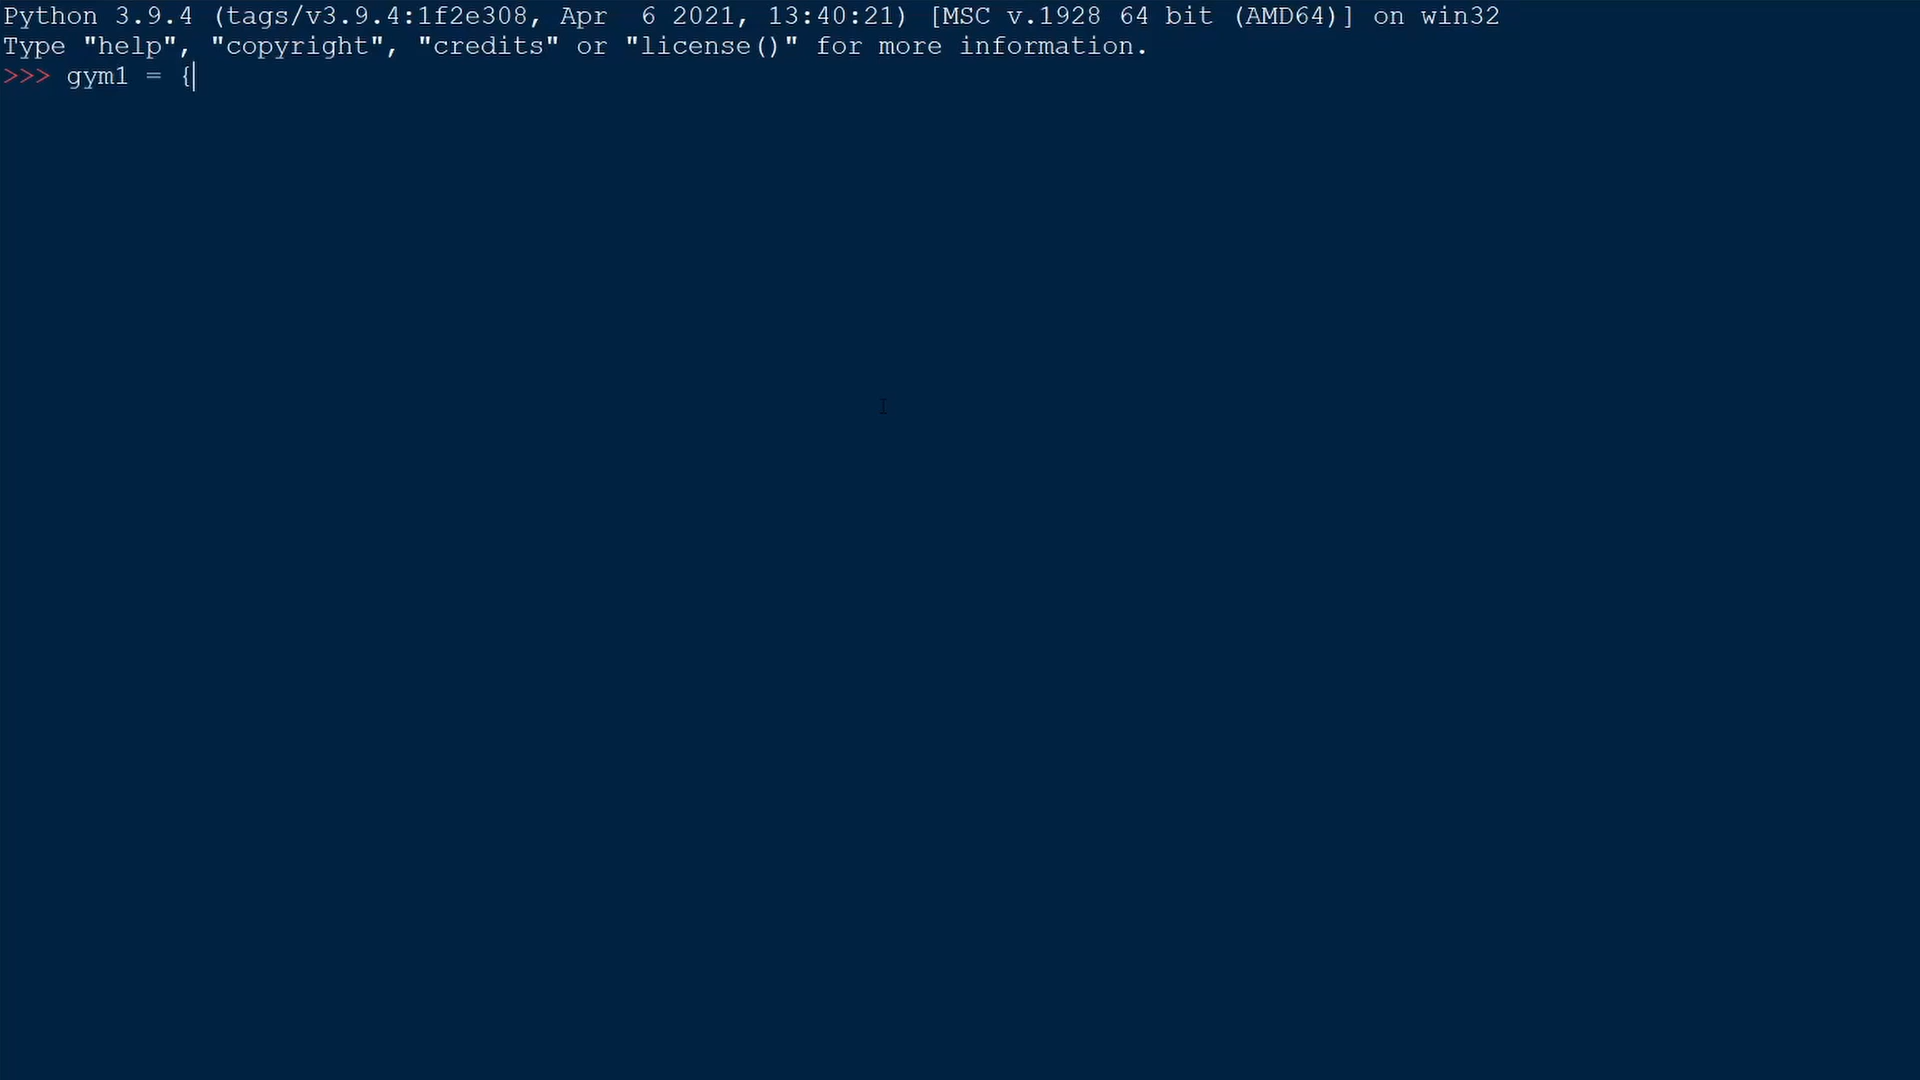 Python 3.9.4 (tags/v3.9.4:1f2e308, Apr  6 2021, 13:40:21) [MSC v.1928 64 bit (AMD64)] on win32
Type "help", "copyright", "credits" or "license()" for more information.
>>> gym1 = {